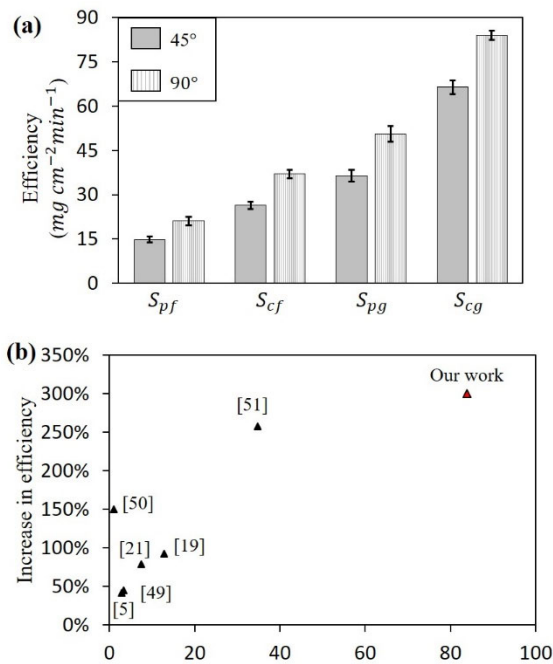 (a)
45°
90°
Efficiency
(mg cm⁻²min⁻¹)
90
75
60
45
30
15
0
S_pf S_cf S_pg S_cg
(b)
Increase in efficiency
350%
300%
250%
200%
150%
100%
50%
0%
Our work
[51]
[50]
[21] [19]
[49]
[5]
0 20 40 60 80 100